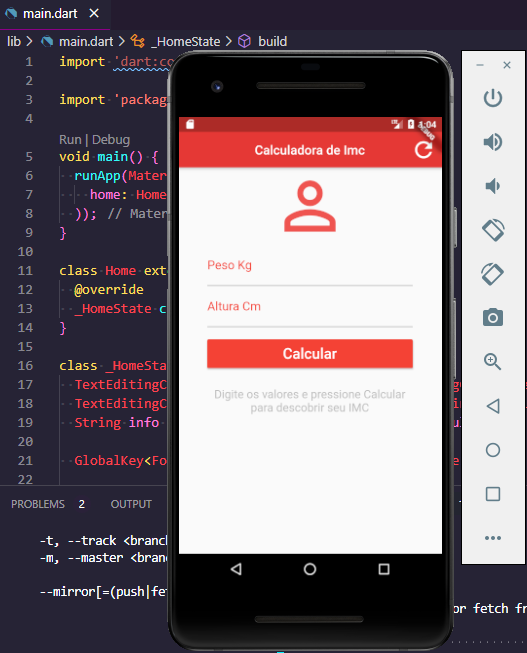 main.dart
lib > main.dart > _HomeState > build
1 import 'dart:co
2
3 import 'packag
4
Run | Debug
5 void main() {
6 runApp(Mater
7 home: Home
8 )); // Mater
9 }
10
11 class Home ext
12 @override
13 _HomeState c
14 }
15
16 class _HomeSta
17 TextEditingC
18 TextEditingC
19 String info
20
21 GlobalKey<Fo
22
1:04
DEBUG
Calculadora de Imc
Peso Kg
Altura Cm
Calcular
Digite os valores e pressione Calcular
para descobrir seu IMC
PROBLEMS 2 OUTPUT
-t, --track <branch
-m, --master <bran
--mirror[=(push|fe
or fetch fr